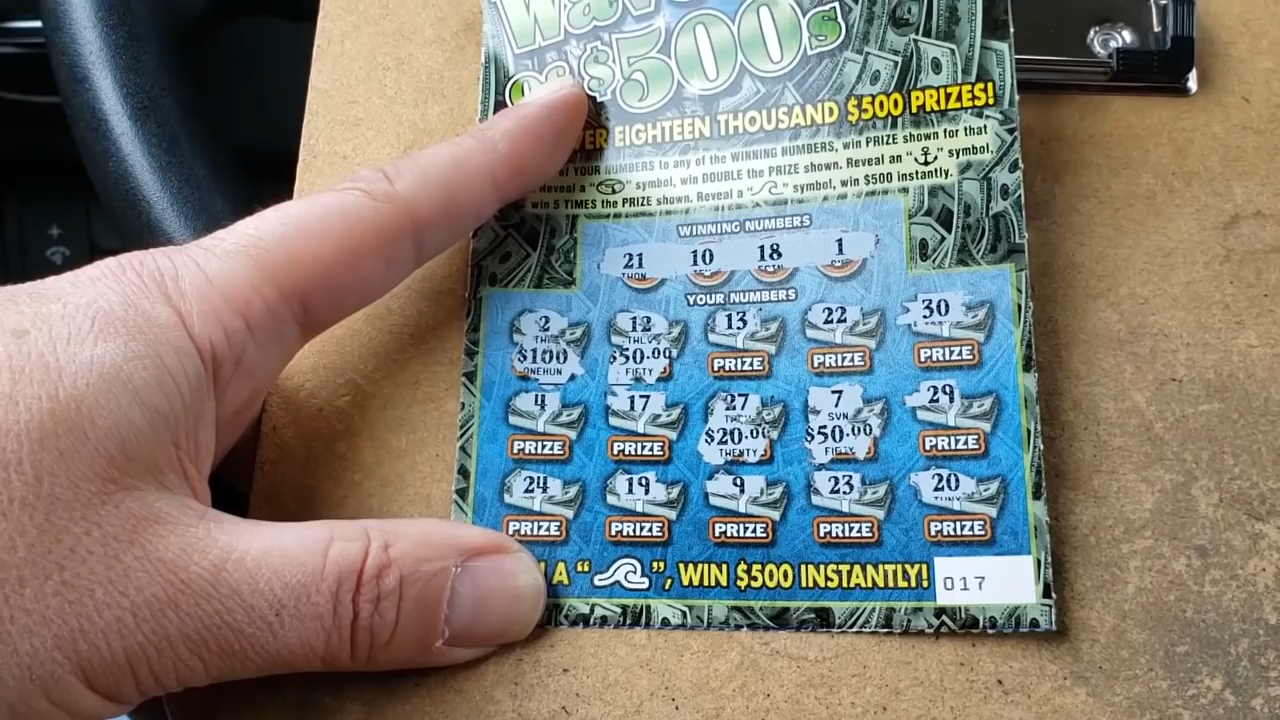 $500s
EIGHTEEN THOUSAND $500 PRIZES!
of YOUR NUMBERS to any of the WINNING NUMBERS, win PRIZE shown for that
Reveal a " " symbol, win DOUBLE the PRIZE shown. Reveal an " " symbol,
win 5 TIMES the PRIZE shown. Reveal a " " symbol, win $500 instantly.
WINNING NUMBERS
21 10 18 1
YOUR NUMBERS
2 12 13 22 30
$100 $50.00 PRIZE PRIZE PRIZE
ONEHUN FIFTY
4 17 27 7 29
SVN
PRIZE PRIZE $20.00 $50.00 PRIZE
TWENTY FIFTY
24 19 9 23 20
PRIZE PRIZE PRIZE PRIZE PRIZE
A " ", WIN $500 INSTANTLY! 017